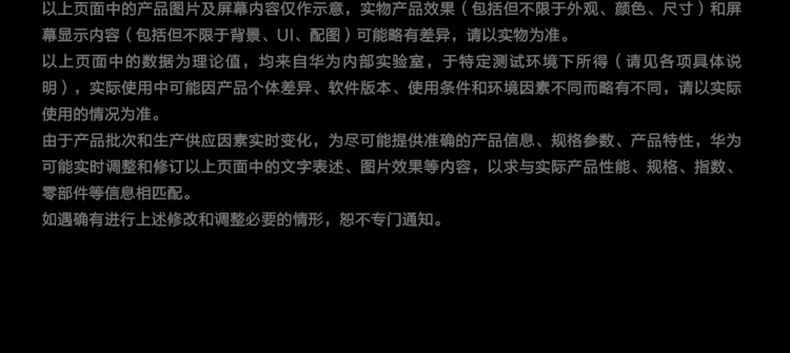 以上页面中的产品图片及屏幕内容仅作示意，实物产品效果（包括但不限于外观、颜色、尺寸）和屏
幕显示内容（包括但不限于背景、UI、配图）可能略有差异，请以实物为准。
以上页面中的数据为理论值，均来自华为内部实验室，于特定测试环境下所得（请见各项具体说
明），实际使用中可能因产品个体差异、软件版本、使用条件和环境因素不同而略有不同，请以实际
使用的情况为准。
由于产品批次和生产供应因素实时变化，为尽可能提供准确的产品信息、规格参数、产品特性，华为
可能实时调整和修订以上页面中的文字表述、图片效果等内容，以求与实际产品性能、规格、指数、
零部件等信息相匹配。
如遇确有进行上述修改和调整必要的情形，恕不专门通知。